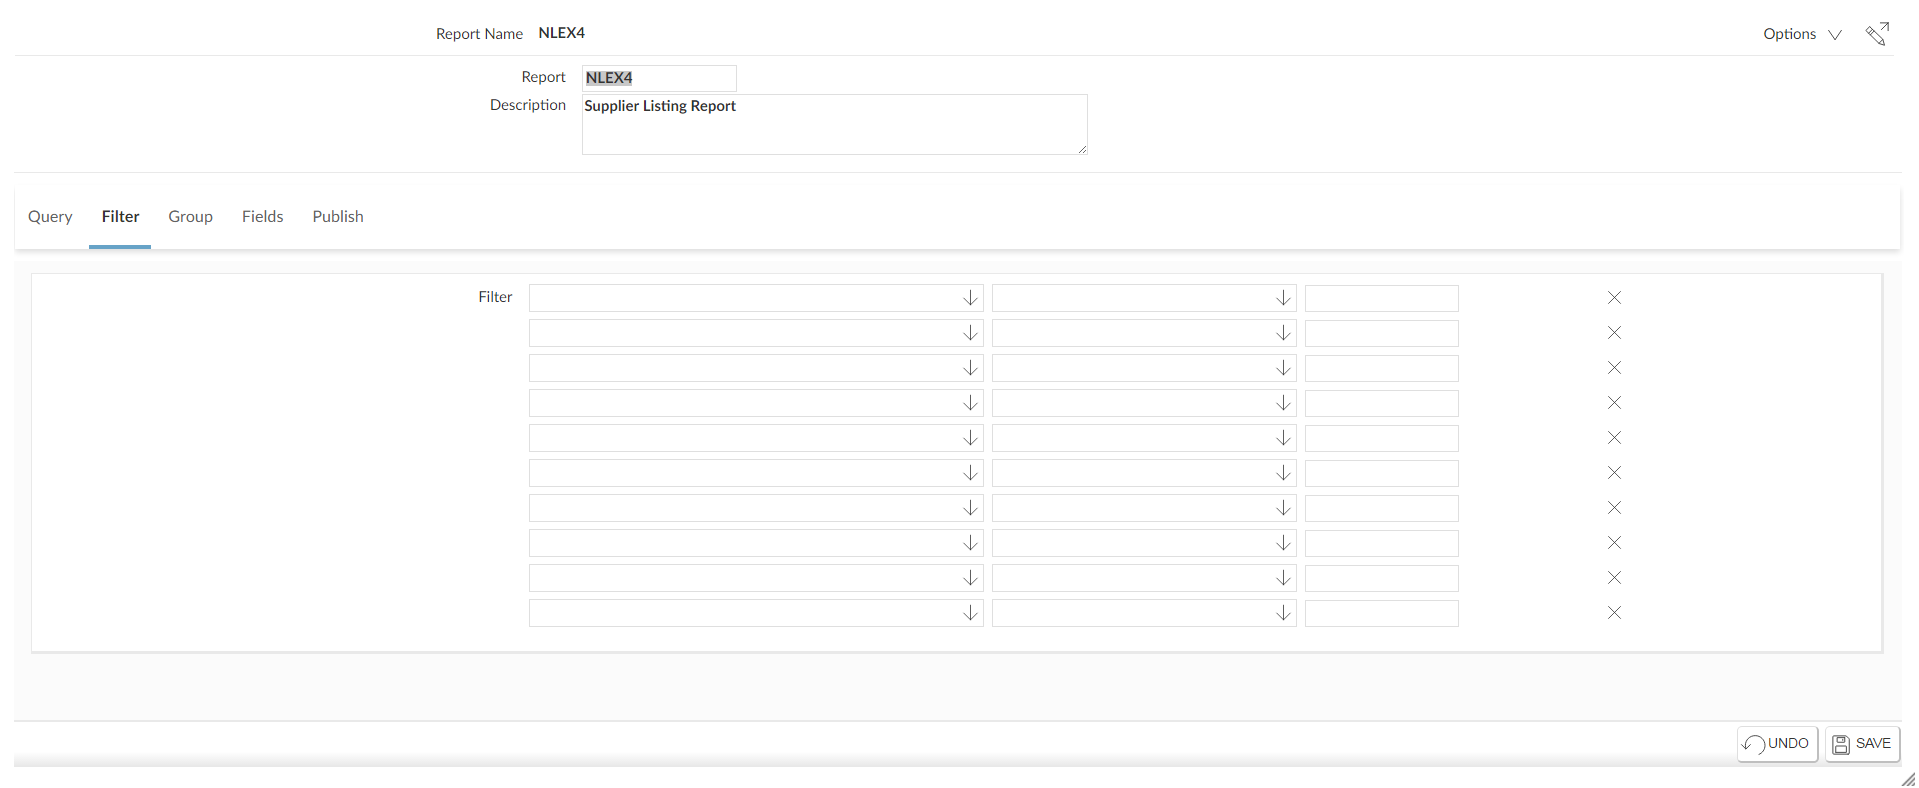 Report Name NLEX4 Options
Report NLEX4
Description Supplier Listing Report
Query Filter Group Fields Publish
Filter
UNDO SAVE